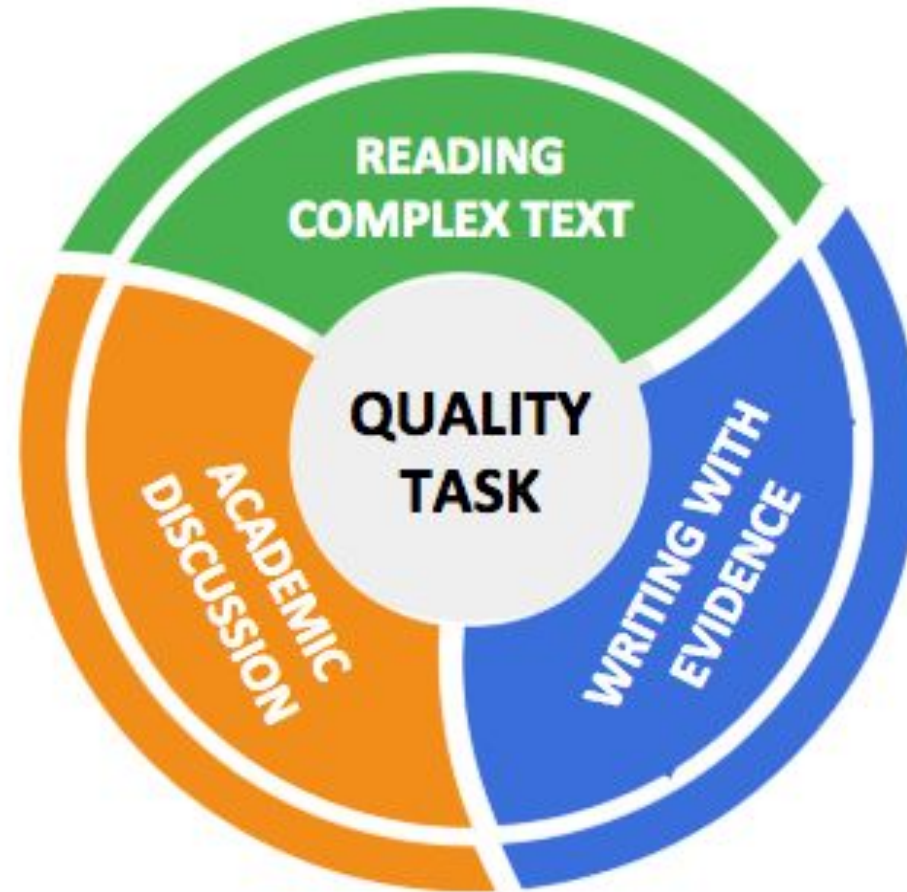 READING
COMPLEX TEXT
QUALITY
TASK
ACADEMIC
DISCUSSION
WRITING WITH
EVIDENCE